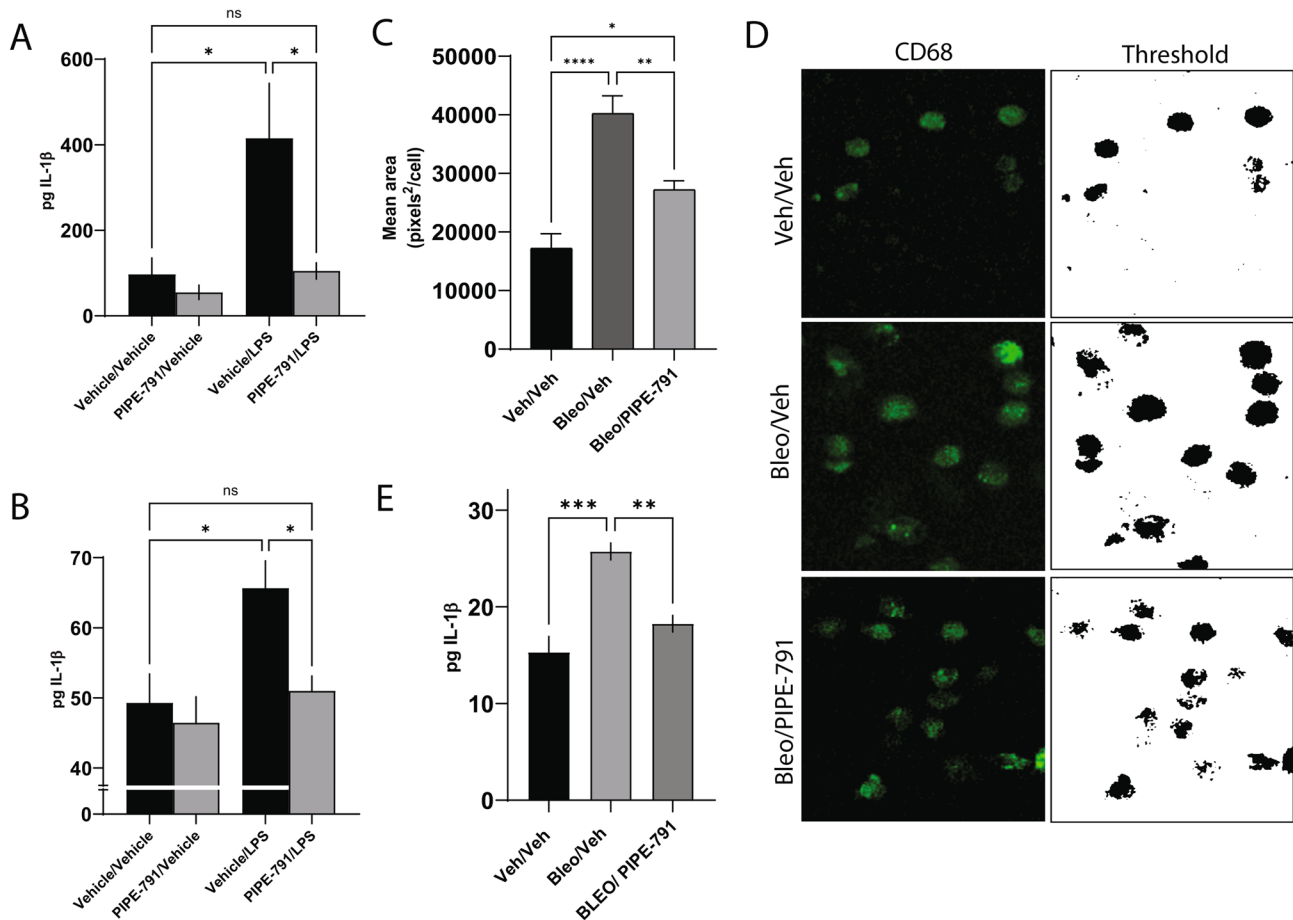 A
ns
*
*
600
400
200
0
pg IL-1β
Vehicle/Vehicle
PIPE-791/Vehicle
Vehicle/LPS
PIPE-791/LPS
B
ns
*
*
70
60
50
40
0
pg IL-1β
Vehicle/Vehicle
PIPE-791/Vehicle
Vehicle/LPS
PIPE-791/LPS
C
*
****
**
50000
40000
30000
20000
10000
0
Mean area
(pixels²/cell)
Veh/Veh
Bleo/Veh
Bleo/PIPE-791
E
***
**
30
20
10
0
pg IL-1β
Veh/Veh
Bleo/Veh
BLEO/ PIPE-791
D
CD68
Threshold
Veh/Veh
Bleo/Veh
Bleo/PIPE-791